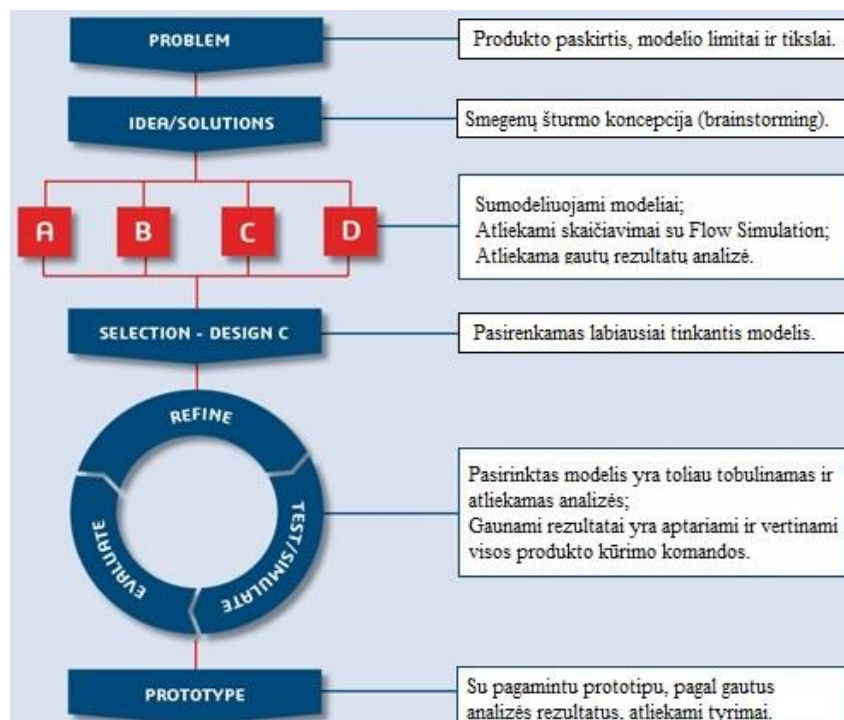 PROBLEM
Produkto paskirtis, modelio limitai ir tikslai.
IDEA/SOLUTIONS
Smegenų šturmo koncepcija (brainstorming).
A
B
C
D
Sumodeliuojami modeliai;
Atliekami skaičiavimai su Flow Simulation;
Atliekama gautų rezultatų analizė.
SELECTION - DESIGN C
Pasirenkamas labiausiai tinkantis modelis.
REFINE
TEST/SIMULATE
EVALUATE
Pasirinktas modelis yra toliau tobulinamas ir
atliekamas analizės;
Gaunami rezultatai yra aptariami ir vertinami
visos produkto kūrimo komandos.
PROTOTYPE
Su pagamintu prototipu, pagal gautus
analizės rezultatus, atliekami tyrimai.